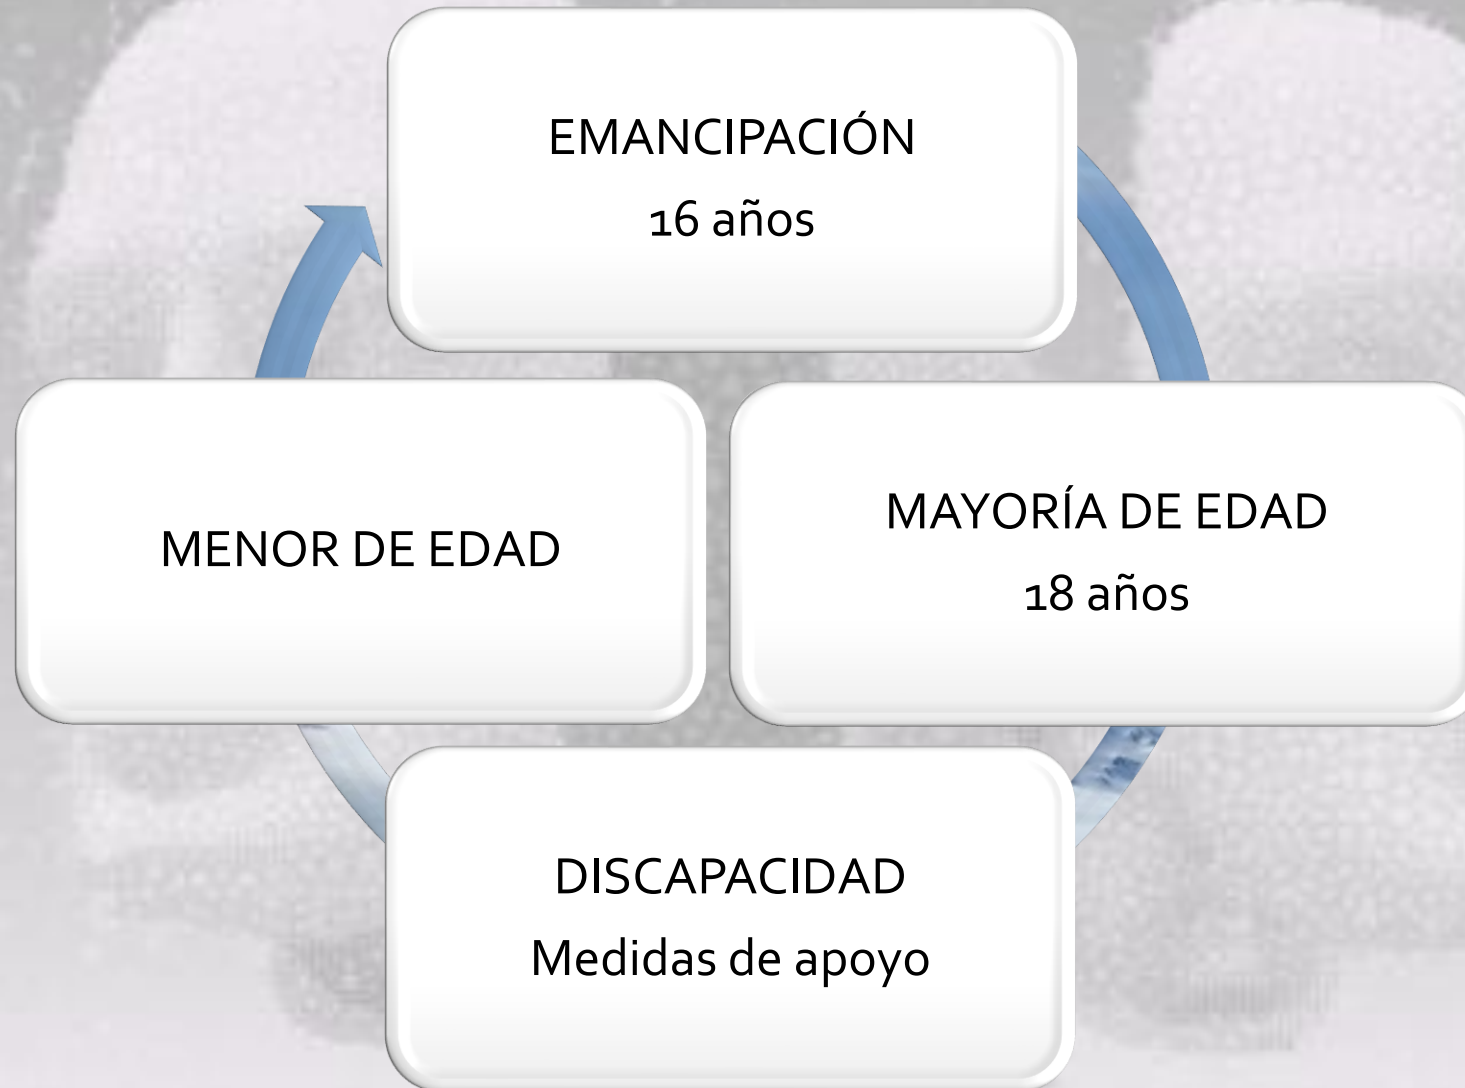 EMANCIPACIÓN
16 años
MENOR DE EDAD
MAYORÍA DE EDAD
18 años
DISCAPACIDAD
Medidas de apoyo